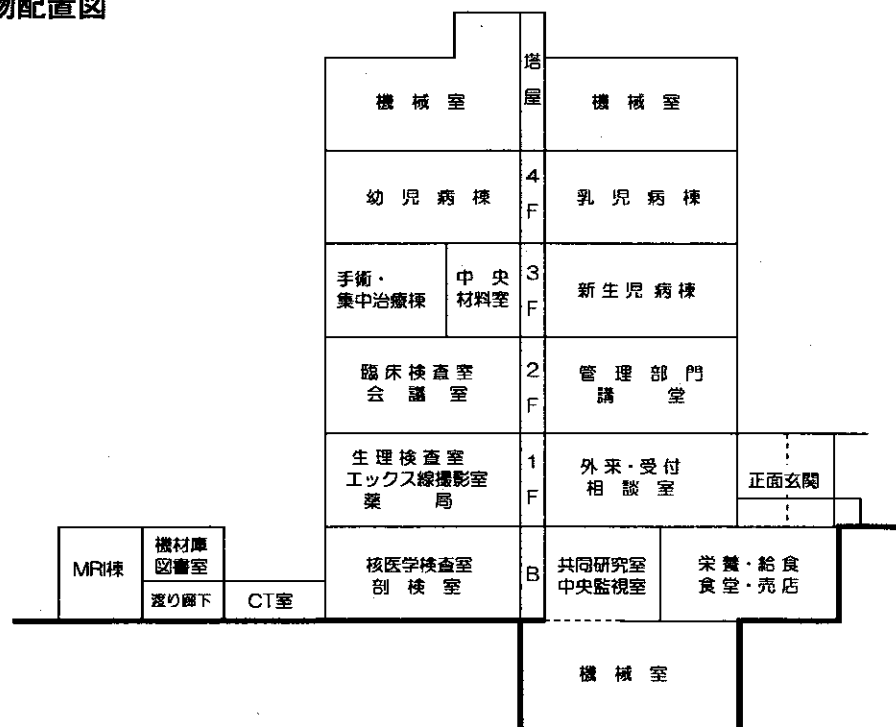 物配置図
塔屋
機械室
機械室
4F
幼児病棟
乳児病棟
3F
手術・
集中治療棟
中央
材料室
新生児病棟
2F
臨床検査室
会議室
管理部門
講堂
1F
生理検査室
エックス線撮影室
薬局
外来・受付
相談室
正面玄関
B
MRI棟
機材庫
図書室
渡り廊下
CT室
核医学検査室
剖検室
共同研究室
中央監視室
栄養・給食
食堂・売店
機械室